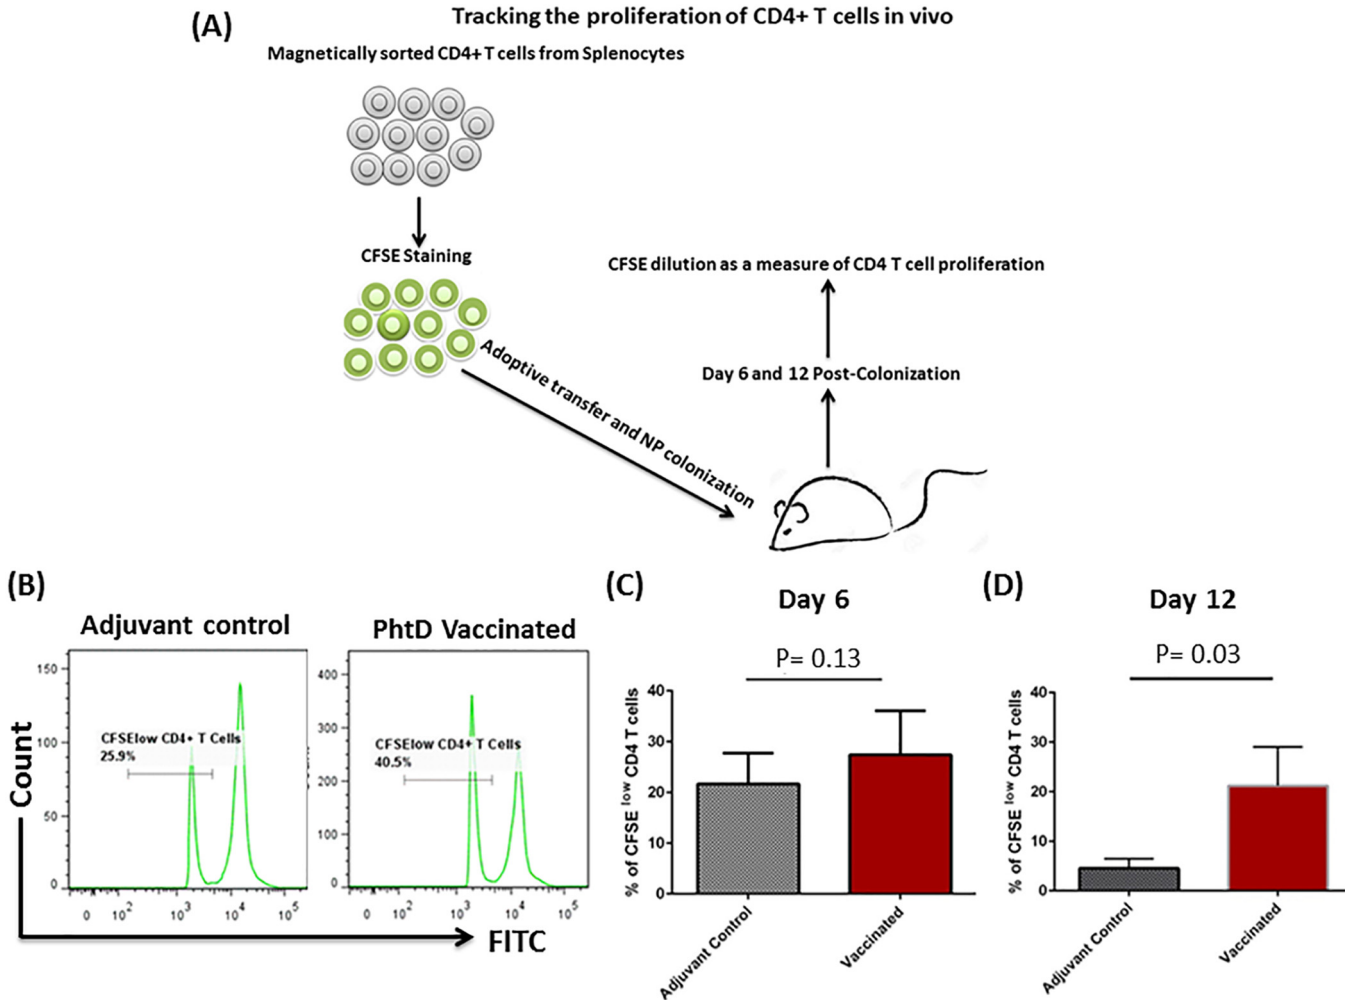 (A)
Tracking the proliferation of CD4+ T cells in vivo
Magnetically sorted CD4+ T cells from Splenocytes
CFSE Staining
CFSE dilution as a measure of CD4 T cell proliferation
Adoptive transfer and NP colonization
Day 6 and 12 Post-Colonization
(B)
Adjuvant control
PhtD Vaccinated
Count
150
100
50
0
CFSElow CD4+ T Cells
25.9%
0 10² 10³ 10⁴ 10⁵
400
300
200
100
0
CFSElow CD4+ T Cells
40.5%
0 10² 10³ 10⁴ 10⁵
FITC
(C)
Day 6
P= 0.13
% of CFSE low CD4 T cells
40
30
20
10
0
Adjuvant Control
Vaccinated
(D)
Day 12
P= 0.03
% of CFSE low CD4 T cells
40
30
20
10
0
Adjuvant Control
Vaccinated